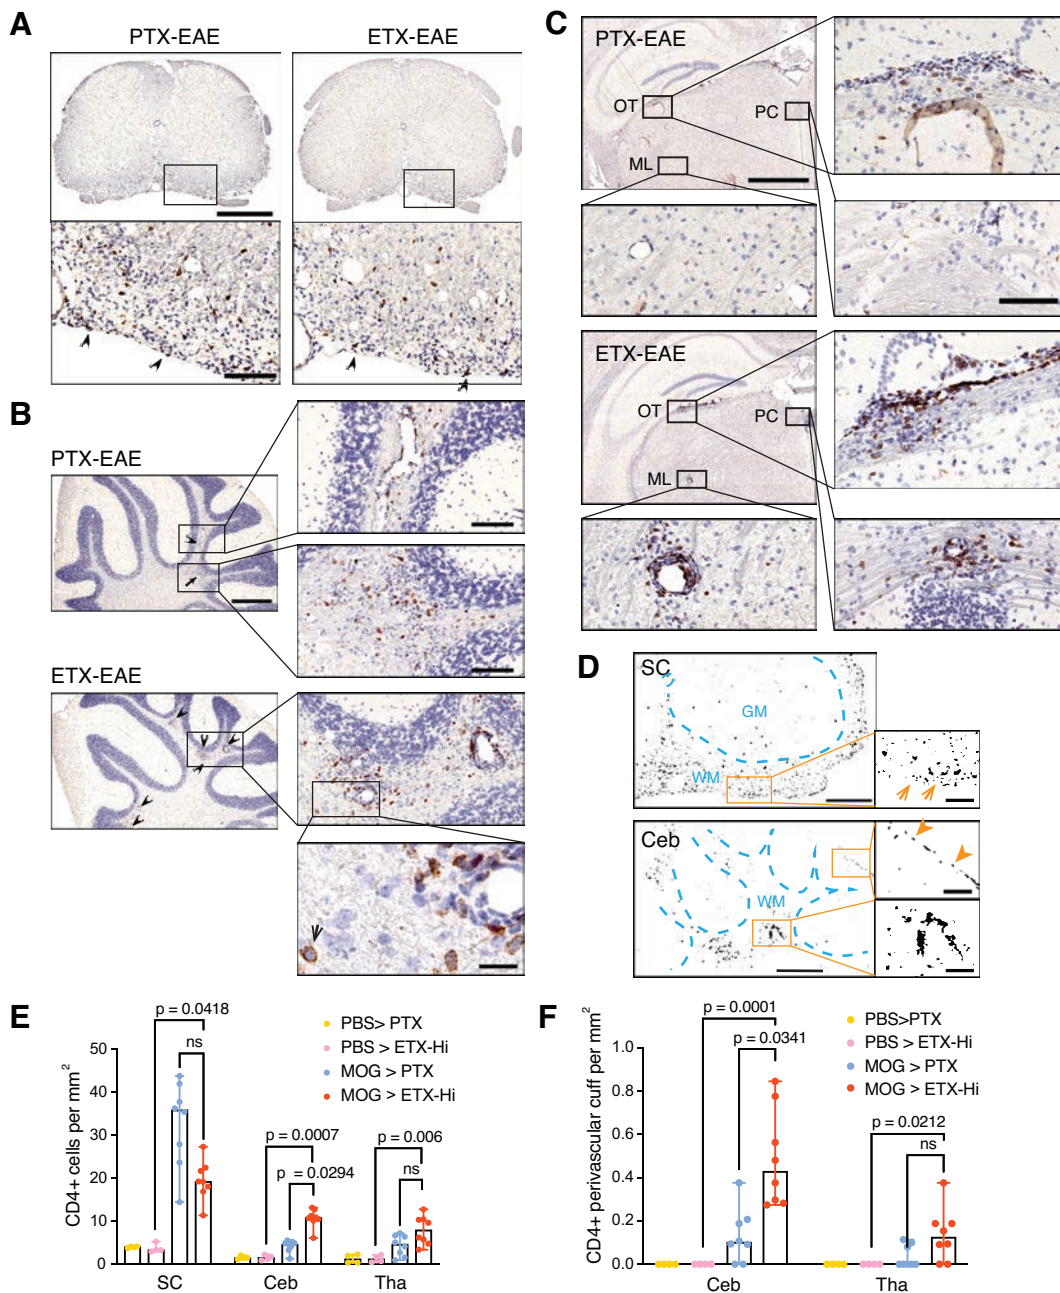 A
PTX-EAE
ETX-EAE
B
PTX-EAE
ETX-EAE
C
PTX-EAE
OT
PC
ML
ETX-EAE
OT
PC
ML
D
SC
GM
WM
Ceb
WM
E
CD4+ cells per mm²
50
40
30
20
10
0
p = 0.0418
ns
p = 0.0007
p = 0.0294
p = 0.006
ns
PBS> PTX
PBS > ETX-Hi
MOG > PTX
MOG > ETX-Hi
SC
Ceb
Tha
F
CD4+ perivascular cuff per mm²
1.0
0.8
0.6
0.4
0.2
0.0
p = 0.0001
p = 0.0341
p = 0.0212
ns
PBS>PTX
PBS > ETX-Hi
MOG > PTX
MOG > ETX-Hi
Ceb
Tha